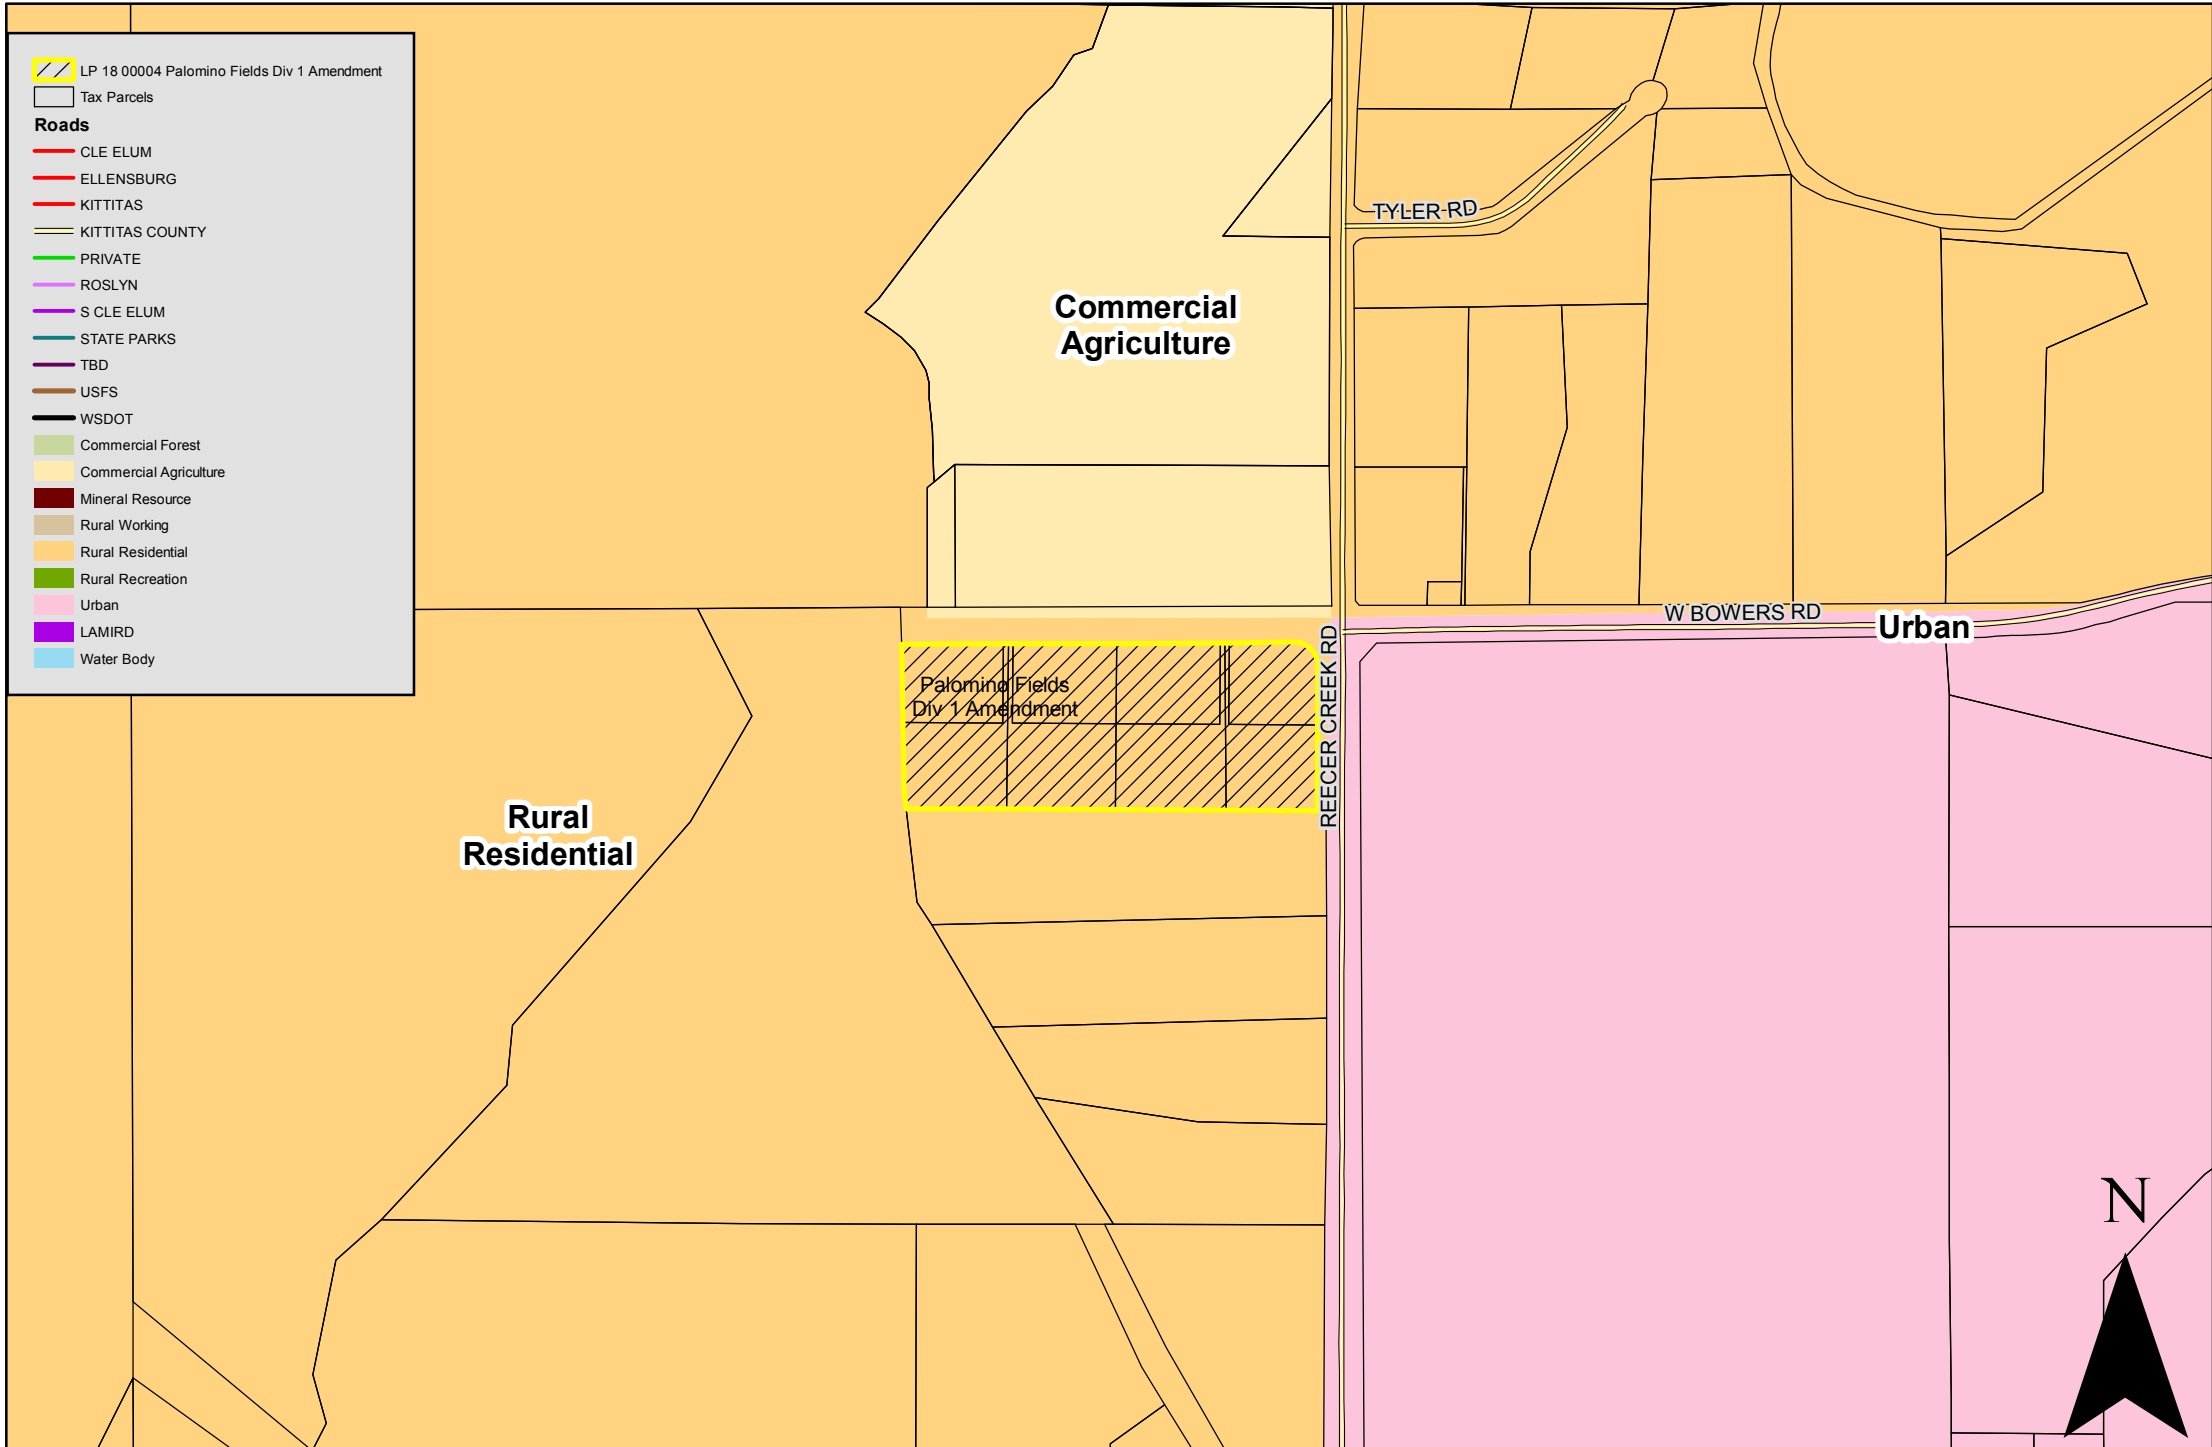 LP 18 00004 Palomino Fields Div 1 Amendment
Tax Parcels
Roads
CLE ELUM
ELLENSBURG
KITTITAS
KITTITAS COUNTY
PRIVATE
ROSLYN
S CLE ELUM
STATE PARKS
TBD
USFS
WSDOT
Commercial Forest
Commercial Agriculture
Mineral Resource
Rural Working
Rural Residential
Rural Recreation
Urban
LAMIRD
Water Body
TYLER RD
Commercial
Agriculture
W BOWERS RD
Urban
REECER CREEK RD
Palomino Fields
Div 1 Amendment
Rural
Residential
N